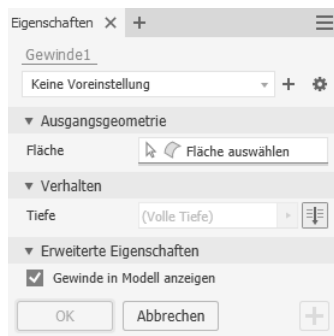 Eigenschaften
Gewinde1
Keine Voreinstellung
Ausgangsgeometrie
Fläche Fläche auswählen
Verhalten
Tiefe (Volle Tiefe)
Erweiterte Eigenschaften
Gewinde in Modell anzeigen
OK Abbrechen